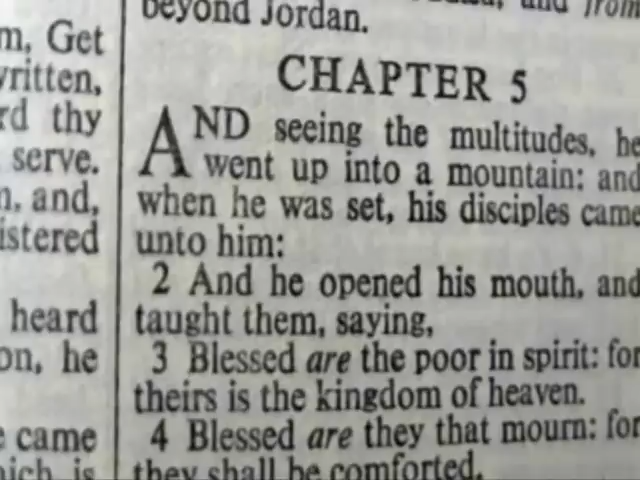 m, Get
written,
rd thy
serve.
n, and,
istered
heard
on, he
came
hich is
beyond Jordan.
CHAPTER 5
AND seeing the multitudes, he
went up into a mountain: and
when he was set, his disciples came
unto him:
2 And he opened his mouth, and
taught them, saying,
3 Blessed are the poor in spirit: for
theirs is the kingdom of heaven.
4 Blessed are they that mourn: for
they shall be comforted.